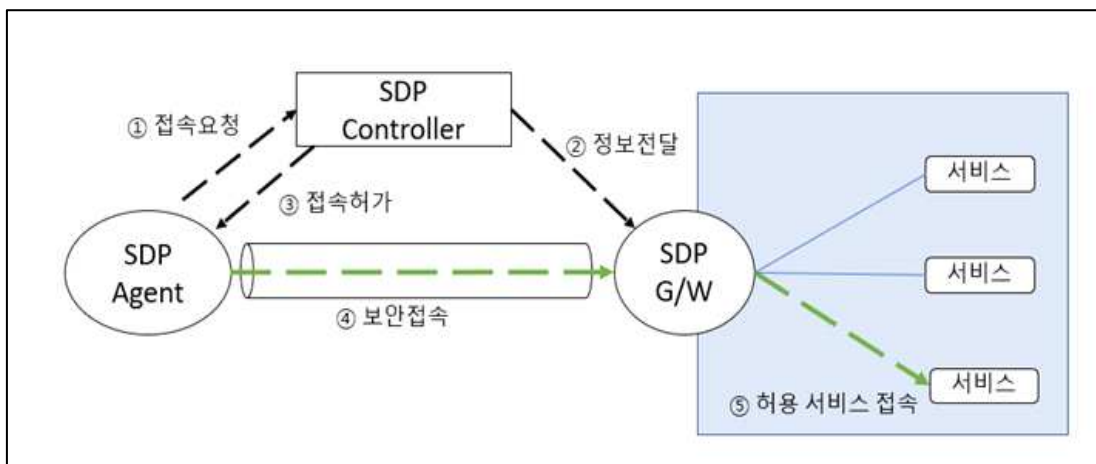 SDP
Controller
① 접속요청
② 정보전달
③ 접속허가
SDP
Agent
④ 보안접속
SDP
G/W
서비스
서비스
서비스
⑤ 허용 서비스 접속